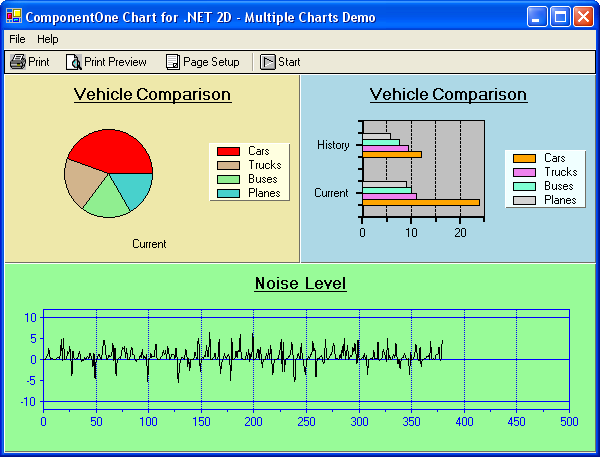 ComponentOne Chart for .NET 2D - Multiple Charts Demo
File Help
Print Print Preview Page Setup Start
Vehicle Comparison
Cars
Trucks
Buses
Planes
Current
Vehicle Comparison
History
Current
0 10 20
Cars
Trucks
Buses
Planes
Noise Level
10
5
0
-5
-10
0 50 100 150 200 250 300 350 400 450 500